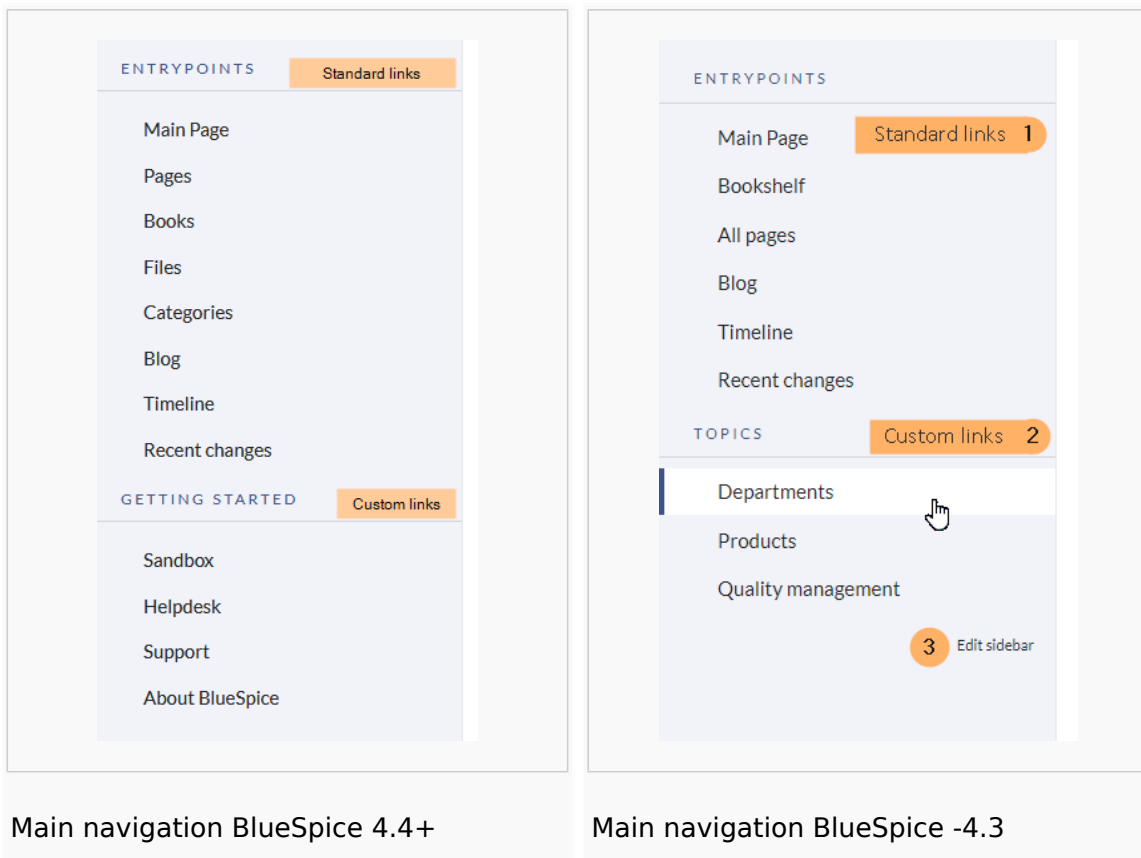 ENTRYPOINTS Standard links
Main Page
Pages
Books
Files
Categories
Blog
Timeline
Recent changes
GETTING STARTED Custom links
Sandbox
Helpdesk
Support
About BlueSpice
Main navigation BlueSpice 4.4+
ENTRYPOINTS
Main Page Standard links 1
Bookshelf
All pages
Blog
Timeline
Recent changes
TOPICS Custom links 2
Departments
Products
Quality management
3 Edit sidebar
Main navigation BlueSpice -4.3